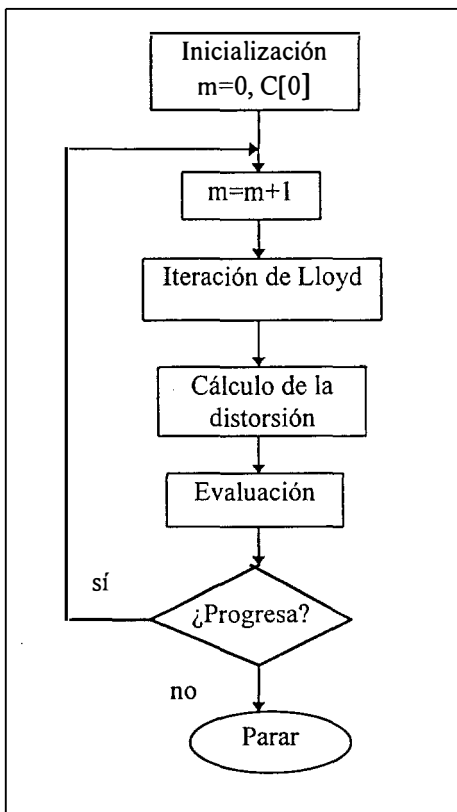 Inicialización
m=0, C[0]
m=m+1
Iteración de Lloyd
Cálculo de la
distorsión
Evaluación
sí
¿Progresa?
no
Parar